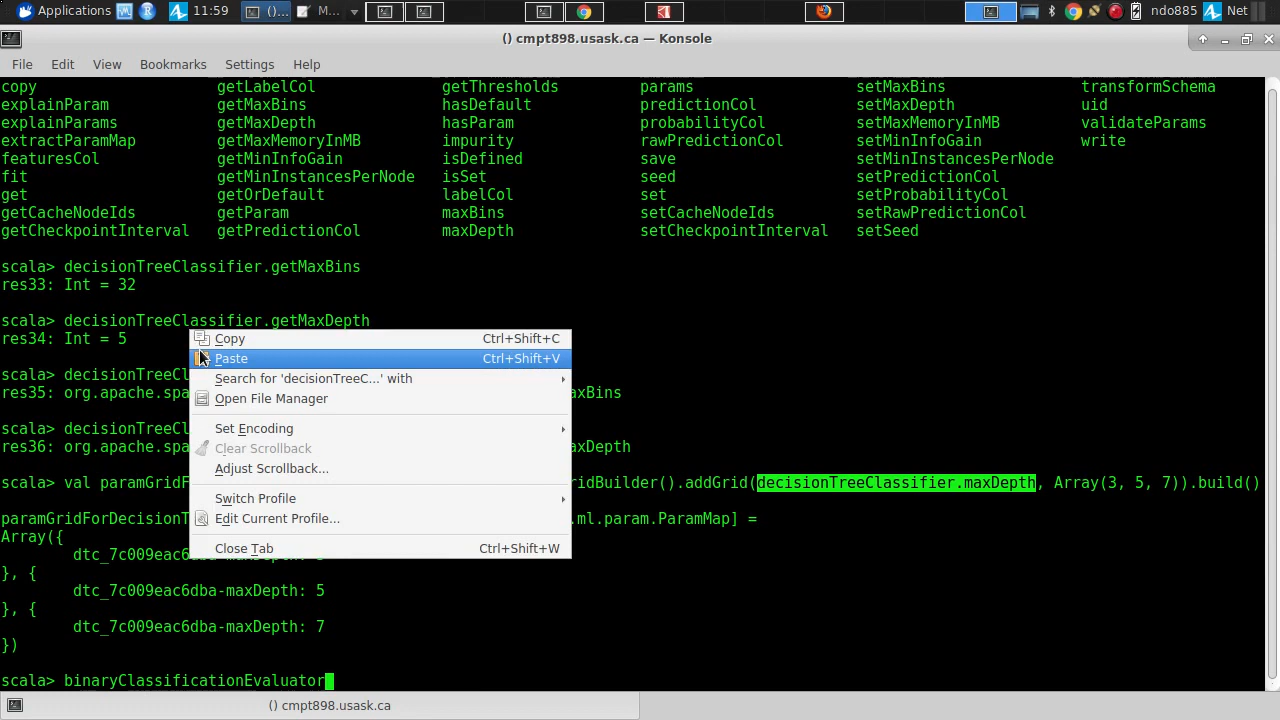 Applications 11:59 ()... M... ndo885 Net
() cmpt898.usask.ca — Konsole
File Edit View Bookmarks Settings Help
copy getLabelCol getThresholds params setMaxBins transformSchema
explainParam getMaxBins hasDefault predictionCol setMaxDepth uid
explainParams getMaxDepth hasParam probabilityCol setMaxMemoryInMB validateParams
extractParamMap getMaxMemoryInMB impurity rawPredictionCol setMinInfoGain write
featuresCol getMinInfoGain isDefined save setMinInstancesPerNode
fit getMinInstancesPerNode isSet seed setPredictionCol
get getOrDefault labelCol set setProbabilityCol
getCacheNodeIds getParam maxBins setCacheNodeIds setRawPredictionCol
getCheckpointInterval getPredictionCol maxDepth setCheckpointInterval setSeed
scala> decisionTreeClassifier.getMaxBins
res33: Int = 32
scala> decisionTreeClassifier.getMaxDepth
res34: Int = 5
scala> decisionTreeCl
res35: org.apache.spa axBins
scala> decisionTreeCl
res36: org.apache.spa axDepth
scala> val paramGridF ridBuilder().addGrid(decisionTreeClassifier.maxDepth, Array(3, 5, 7)).build()
paramGridForDecisionT .ml.param.ParamMap] =
Array({
dtc_7c009eac6dba-maxDepth:
}, {
dtc_7c009eac6dba-maxDepth: 5
}, {
dtc_7c009eac6dba-maxDepth: 7
})
scala> binaryClassificationEvaluator
Copy Ctrl+Shift+C
Paste Ctrl+Shift+V
Search for 'decisionTreeC...' with
Open File Manager
Set Encoding
Clear Scrollback
Adjust Scrollback...
Switch Profile
Edit Current Profile...
Close Tab Ctrl+Shift+W
() cmpt898.usask.ca